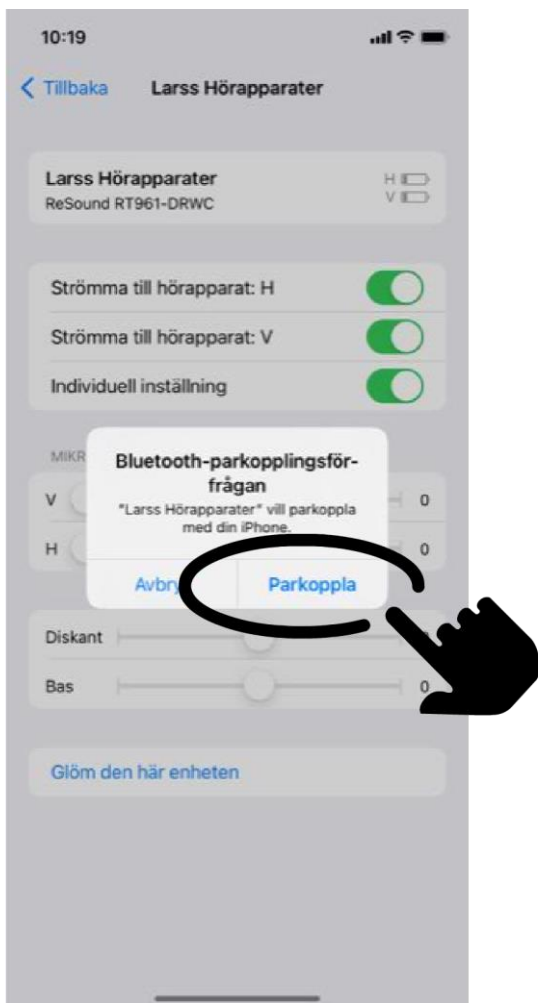 10:19
Tillbaka Larss Hörapparater
Larss Hörapparater H
ReSound RT961-DRWC V
Strömma till hörapparat: H
Strömma till hörapparat: V
Individuell inställning
Bluetooth-parkopplingsför-
frågan
"Larss Hörapparater" vill parkoppla
med din iPhone.
V 0
H 0
Parkoppla
Diskant
Bas 0
Glöm den här enheten